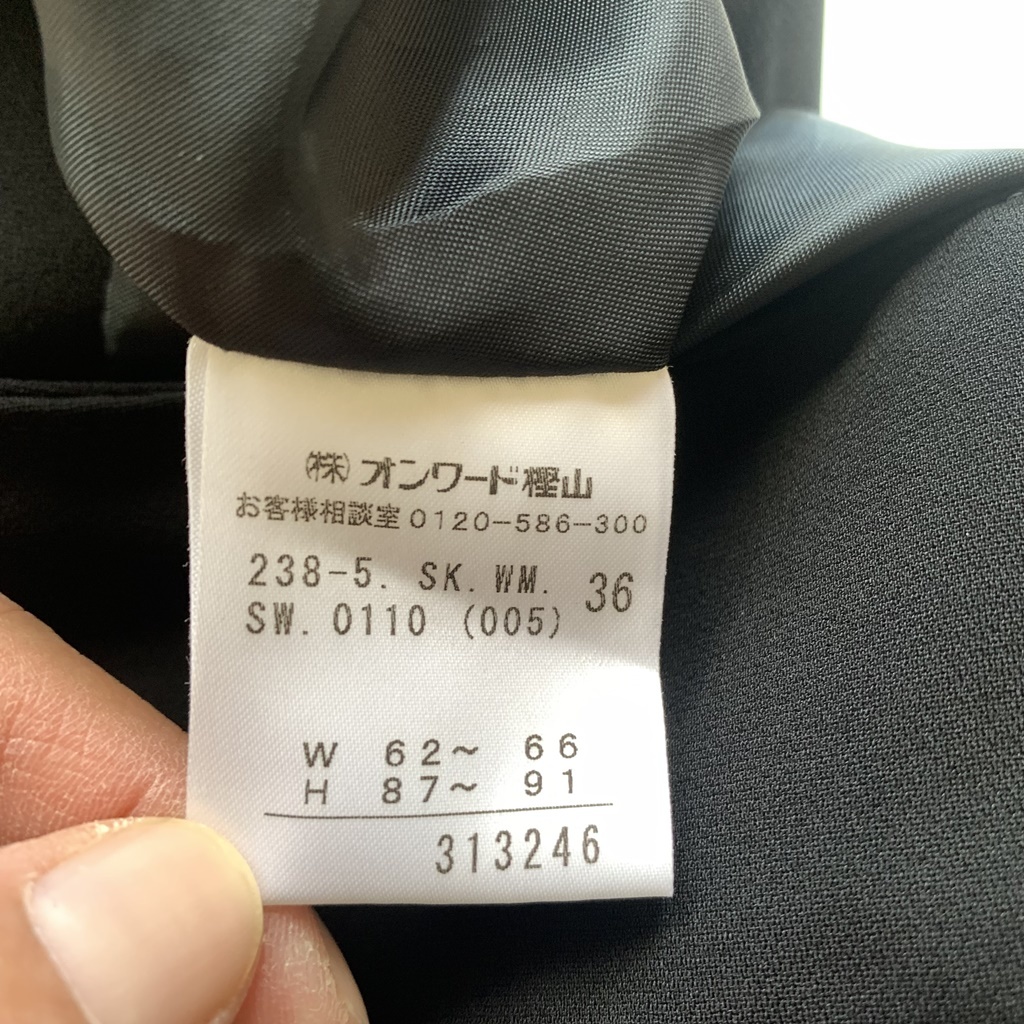 (株)オンワード樫山
お客様相談室 0120-586-300
238-5. SK. WM. 36
SW. 0110 (005)
W 62~ 66
H 87~ 91
313246